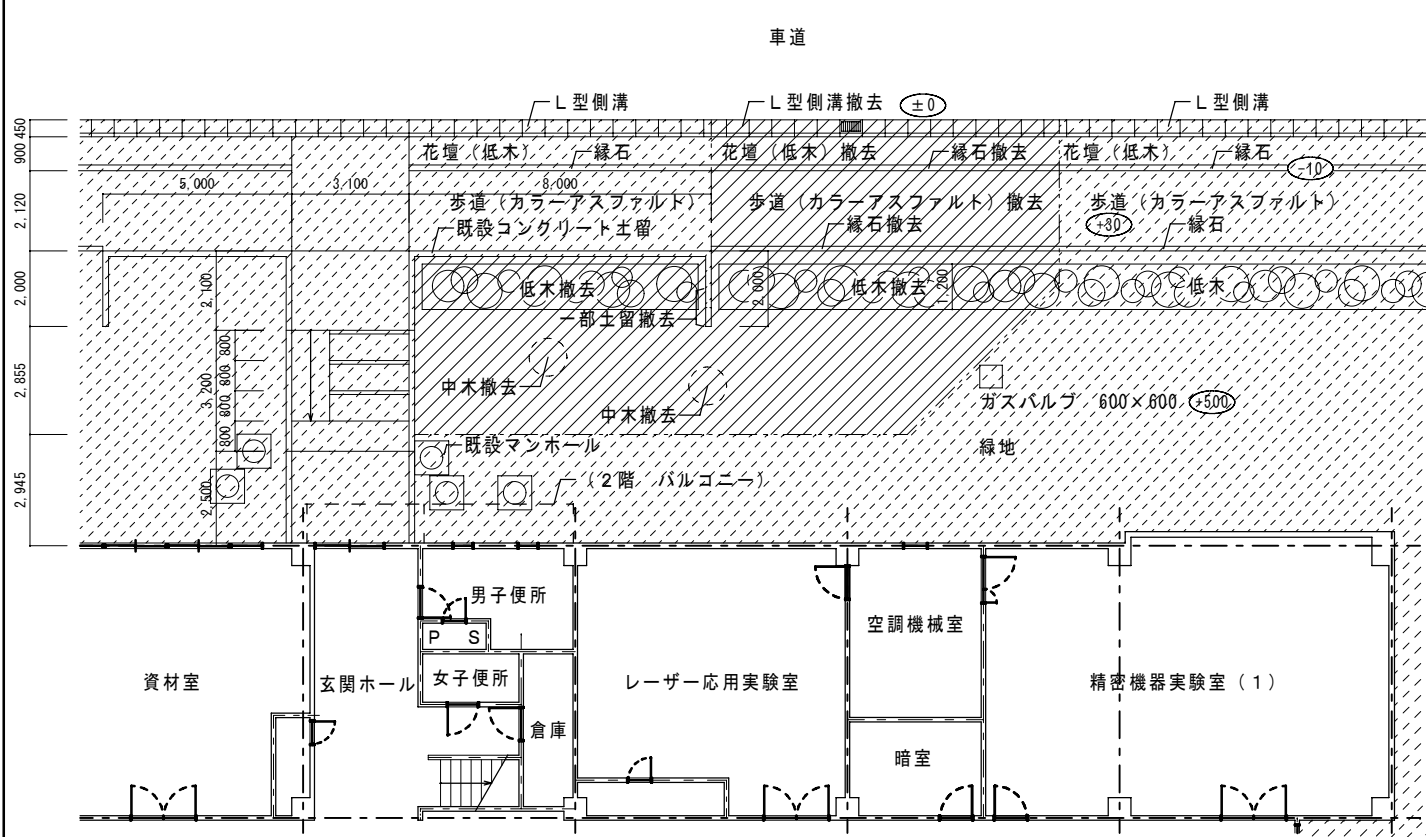 車道
L型側溝
L型側溝撤去
±0
L型側溝
450
900
2,120
2,000
2,855
2,945
花壇(低木)
縁石
花壇(低木)撤去
縁石撤去
花壇(低木)
縁石
-10
5,000
3,100
8,000
歩道(カラーアスファルト)
歩道(カラーアスファルト)撤去
歩道(カラーアスファルト)
既設コンクリート土留
縁石撤去
+30
縁石
2,100
低木撤去
2,000
低木撤去
1,200
低木
一部土留撤去
800
800
800
800
3,200
中木撤去
中木撤去
ガスバルブ 600×600
+500
既設マンホール
緑地
2,500
(2階 バルコニー)
男子便所
PS
空調機械室
資材室
玄関ホール
女子便所
レーザー応用実験室
精密機器実験室(1)
倉庫
暗室